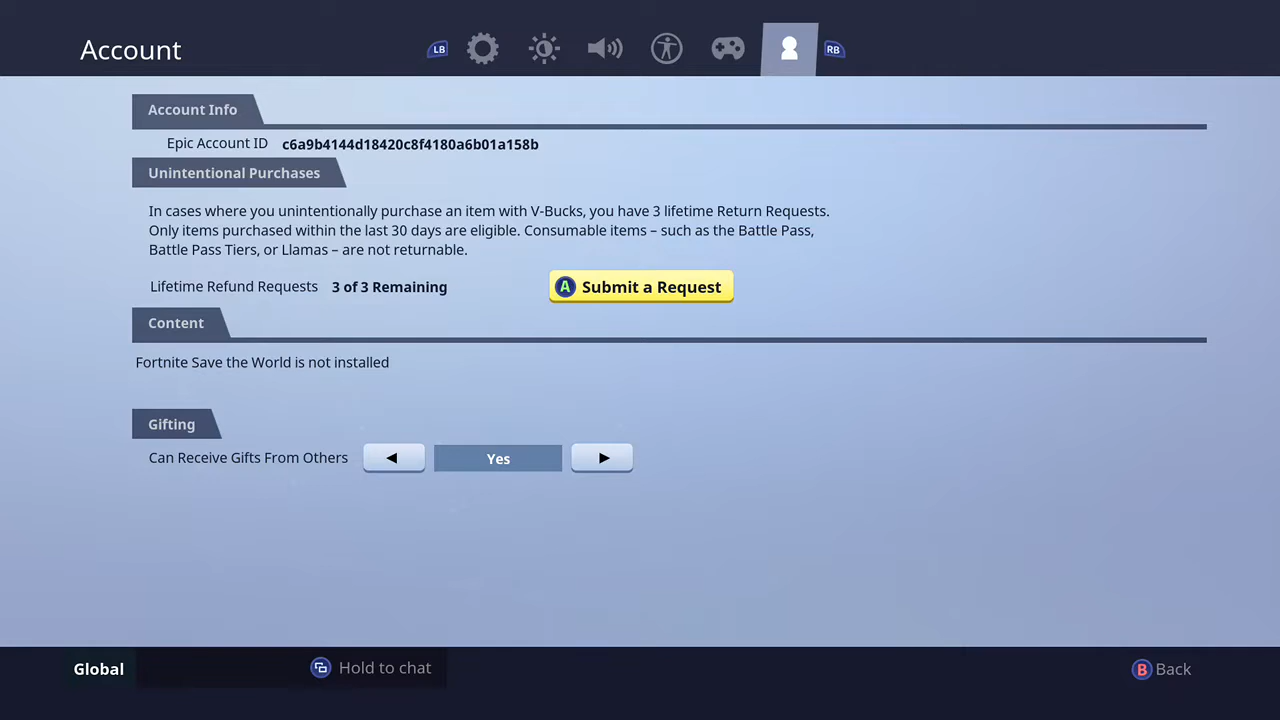 Account
LB
RB
Account Info
Epic Account ID c6a9b4144d18420c8f4180a6b01a158b
Unintentional Purchases
In cases where you unintentionally purchase an item with V-Bucks, you have 3 lifetime Return Requests.
Only items purchased within the last 30 days are eligible. Consumable items – such as the Battle Pass,
Battle Pass Tiers, or Llamas – are not returnable.
Lifetime Refund Requests 3 of 3 Remaining
A Submit a Request
Content
Fortnite Save the World is not installed
Gifting
Can Receive Gifts From Others Yes
Global
Hold to chat
B Back